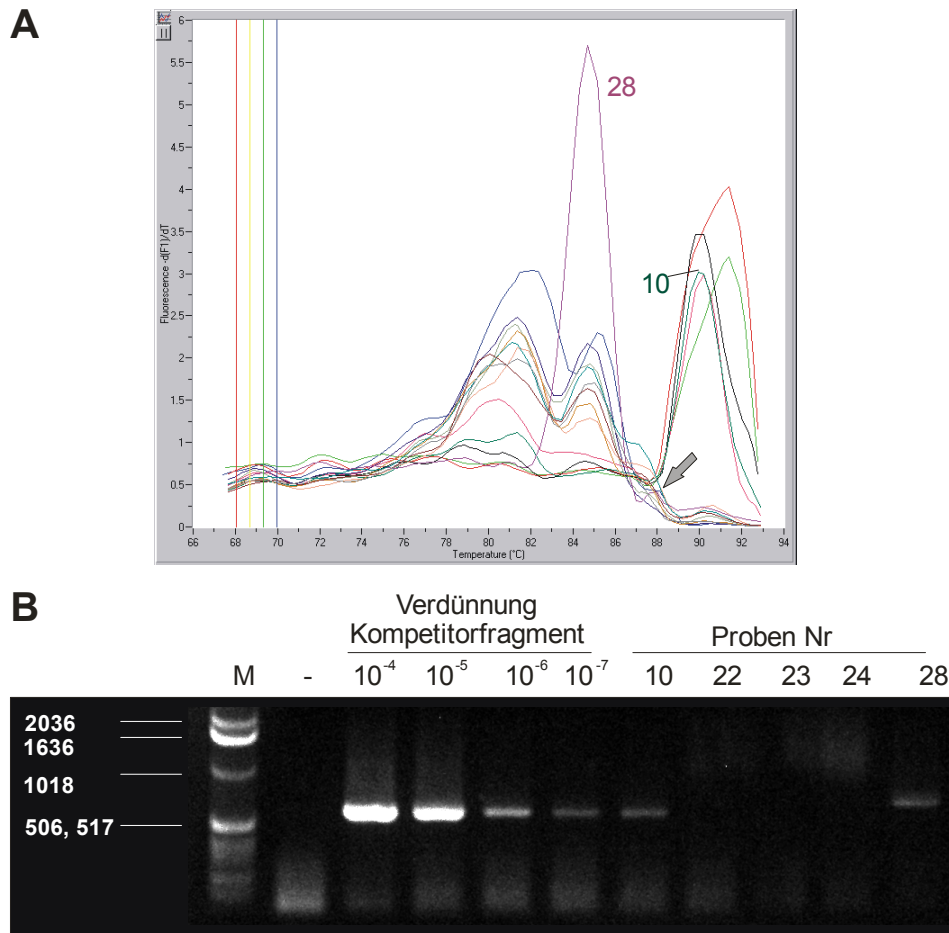 A
6
5.5
5
4.5
4
3.5
3
2.5
2
1.5
1
0.5
0
Fluorescence -d(F1)/dT
28
10
66 68 70 72 74 76 78 80 82 84 86 88 90 92 94
Temperature (°C)
B
Verdünnung
Kompetitorfragment
Proben Nr
M - 10⁻⁴ 10⁻⁵ 10⁻⁶ 10⁻⁷ 10 22 23 24 28
2036
1636
1018
506, 517